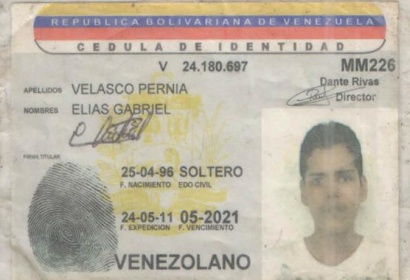 REPUBLICA BOLIVARIANA DE VENEZUELA
CEDULA DE IDENTIDAD
V 24.180.697 MM226
Dante Rivas
Director
APELLIDOS VELASCO PERNIA
NOMBRES ELIAS GABRIEL
FIRMA TITULAR
25-04-96 SOLTERO
F. NACIMIENTO EDO CIVIL
24-05-11 05-2021
F. EXPEDICION F. VENCIMIENTO
VENEZOLANO